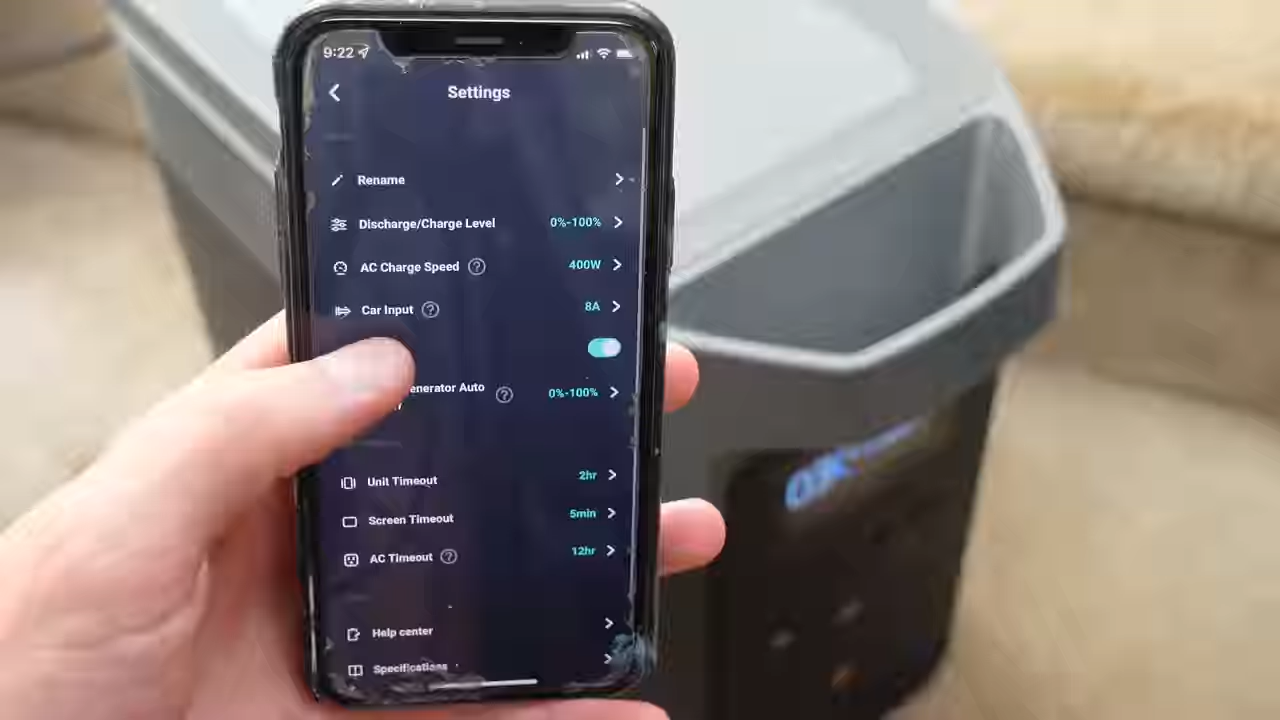 9:22
Settings
Rename
Discharge/Charge Level 0%-100%
AC Charge Speed ? 400W
Car Input ? 8A
enerator Auto ? 0%-100%
Unit Timeout 2hr
Screen Timeout 5min
AC Timeout ? 12hr
Help center
Specifications